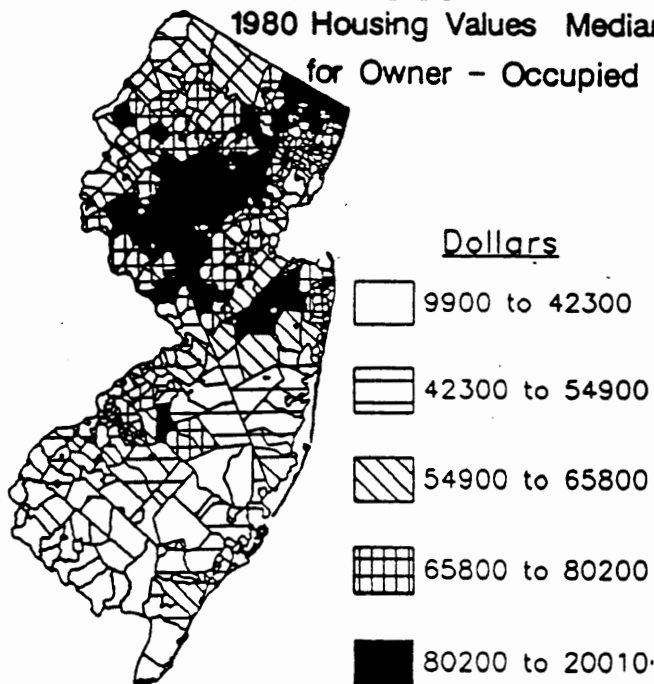 1980 Housing Values
for Owner - Occupied
Dollars
9900 to 42300
42300 to 54900
54900 to 65800
65800 to 80200
80200 to